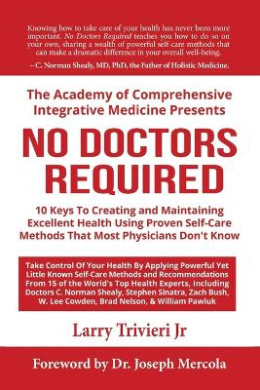 Knowing how to take care of your health has never been more
important. No Doctors Required teaches you how to do so on
your own, sharing a wealth of powerful self-care methods that can
make a dramatic difference in your overall well-being.
– C. Norman Shealy, MD, PhD, the Father of Holistic Medicine.
The Academy of Comprehensive
Integrative Medicine Presents
NO DOCTORS
REQUIRED
10 Keys To Creating and Maintaining
Excellent Health Using Proven Self-Care
Methods That Most Physicians Don't Know
Take Control Of Your Health By Applying Powerful Yet
Little Known Self-Care Methods and Recommendations
From 15 of the World's Top Health Experts, Including
Doctors C. Norman Shealy, Stephen Sinatra, Zach Bush,
W. Lee Cowden, Brad Nelson, & William Pawluk
Larry Trivieri Jr
Foreword by Dr. Joseph Mercola